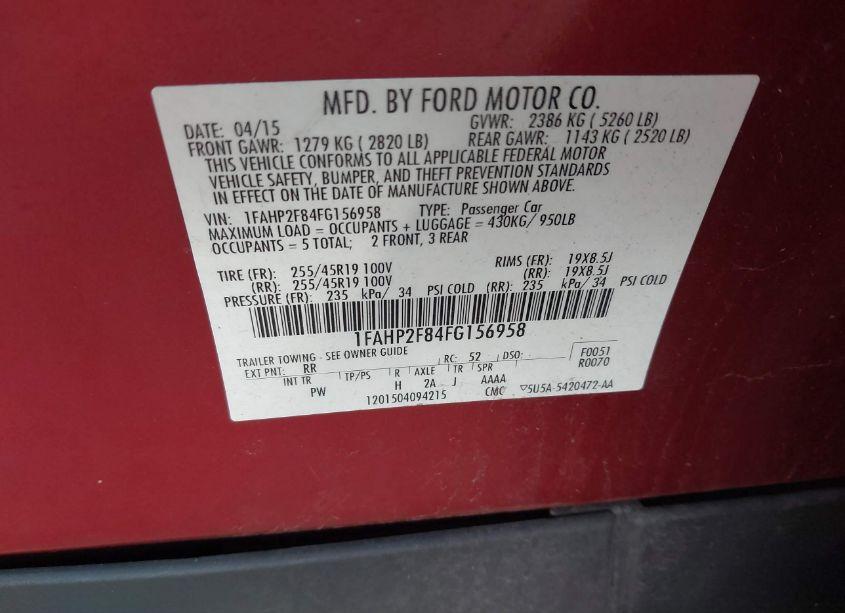 MFD. BY FORD MOTOR CO.
DATE: 04/15 GVWR: 2386 KG ( 5260 LB)
FRONT GAWR: 1279 KG ( 2820 LB) REAR GAWR: 1143 KG ( 2520 LB)
THIS VEHICLE CONFORMS TO ALL APPLICABLE FEDERAL MOTOR
VEHICLE SAFETY, BUMPER, AND THEFT PREVENTION STANDARDS
IN EFFECT ON THE DATE OF MANUFACTURE SHOWN ABOVE.
VIN: 1FAHP2F84FG156958 TYPE: Passenger Car
MAXIMUM LOAD = OCCUPANTS + LUGGAGE = 430KG/ 950LB
OCCUPANTS = 5 TOTAL; 2 FRONT, 3 REAR
TIRE (FR): 255/45R19 100V RIMS (FR): 19X8.5J
(RR): 255/45R19 100V (RR): 19X8.5J
PRESSURE (FR): 235 kPa/ 34 PSI COLD (RR): 235 kPa/ 34 PSI COLD
1FAHP2F84FG156958
TRAILER TOWING - SEE OWNER GUIDE RC: 52 DSO: F0051
EXT PNT: RR R0070
INT TR TP/PS R AXLE TR SPR
PW H 2A J AAAA
1201504094215 CMC ▽5U5A-5420472-AA